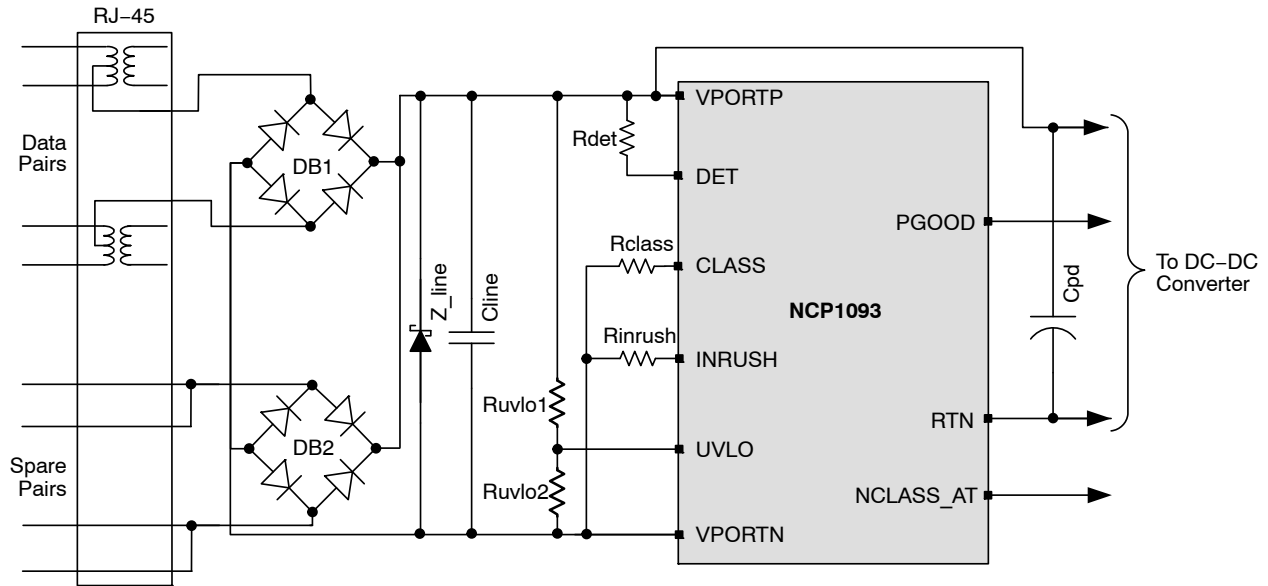 RJ−45
Data
Pairs
Spare
Pairs
DB1
DB2
Z_line
Cline
Rdet
Rclass
Rinrush
Ruvlo1
Ruvlo2
VPORTP
DET
CLASS
INRUSH
UVLO
VPORTN
NCP1093
PGOOD
RTN
NCLASS_AT
Cpd
To DC−DC
Converter